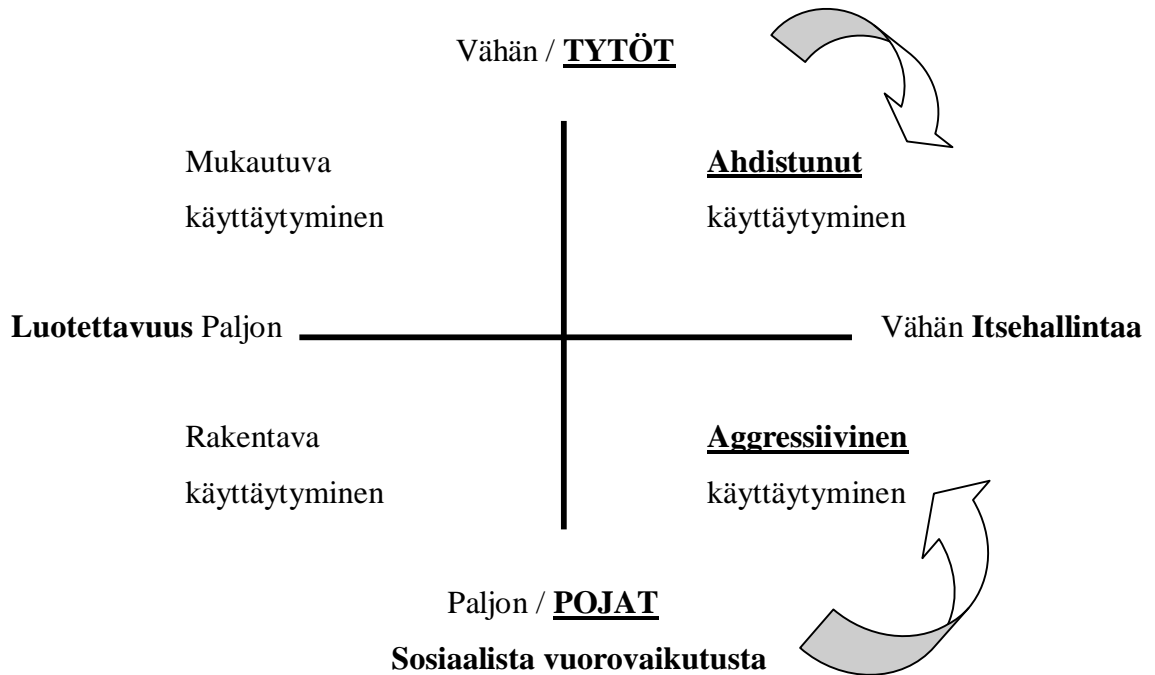 Vähän / TYTÖT
Mukautuva
käyttäytyminen
Ahdistunut
käyttäytyminen
Luotettavuus Paljon
Vähän Itsehallintaa
Rakentava
käyttäytyminen
Aggressiivinen
käyttäytyminen
Paljon / POJAT
Sosiaalista vuorovaikutusta